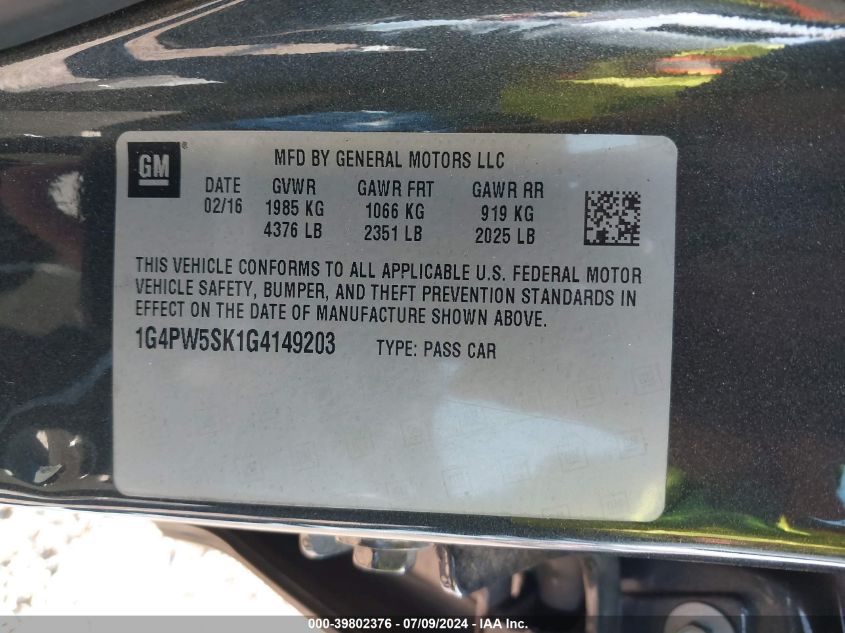 GM®
MFD BY GENERAL MOTORS LLC
DATE GVWR GAWR FRT GAWR RR
02/16 1985 KG 1066 KG 919 KG
4376 LB 2351 LB 2025 LB
THIS VEHICLE CONFORMS TO ALL APPLICABLE U.S. FEDERAL MOTOR
VEHICLE SAFETY, BUMPER, AND THEFT PREVENTION STANDARDS IN
EFFECT ON THE DATE OF MANUFACTURE SHOWN ABOVE.
1G4PW5SK1G4149203 TYPE: PASS CAR
000-39802376 - 07/09/2024 - IAA Inc.